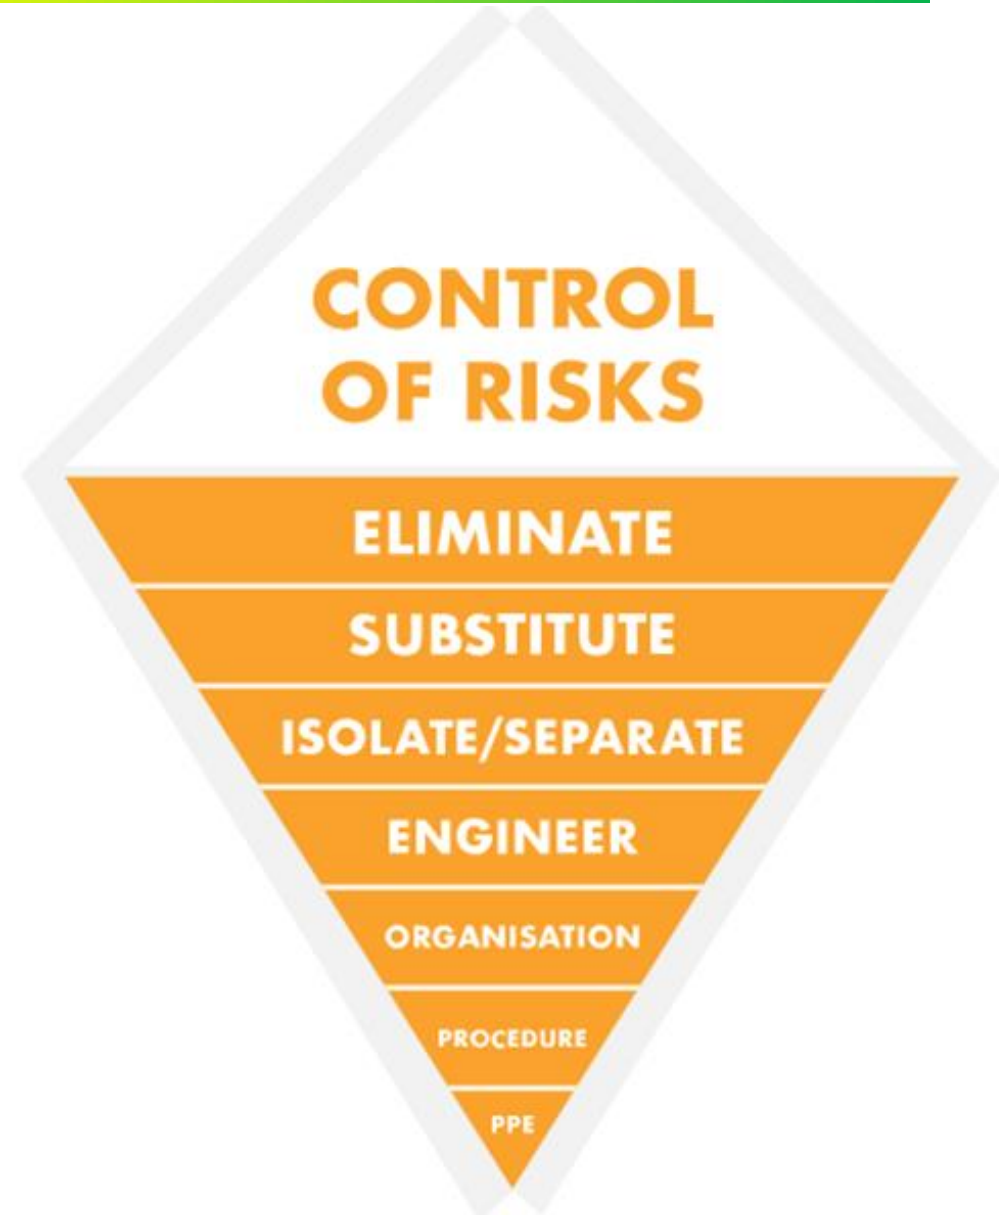 CONTROL
OF RISKS
ELIMINATE
SUBSTITUTE
ISOLATE/SEPARATE
ENGINEER
ORGANISATION
PROCEDURE
PPE